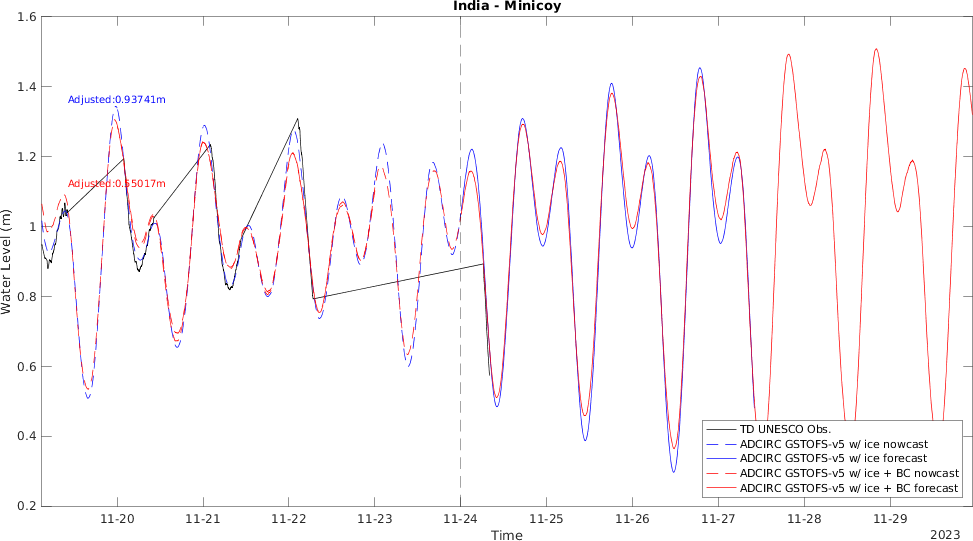 India - Minicoy
1.6
1.4
1.2
1
0.8
0.6
0.4
0.2
Water Level (m)
Adjusted:0.93741m
Adjusted:0.55017m
TD UNESCO Obs.
ADCIRC GSTOFS-v5 w/ ice nowcast
ADCIRC GSTOFS-v5 w/ ice forecast
ADCIRC GSTOFS-v5 w/ ice + BC nowcast
ADCIRC GSTOFS-v5 w/ ice + BC forecast
11-20 11-21 11-22 11-23 11-24 11-25 11-26 11-27 11-28 11-29
Time
2023